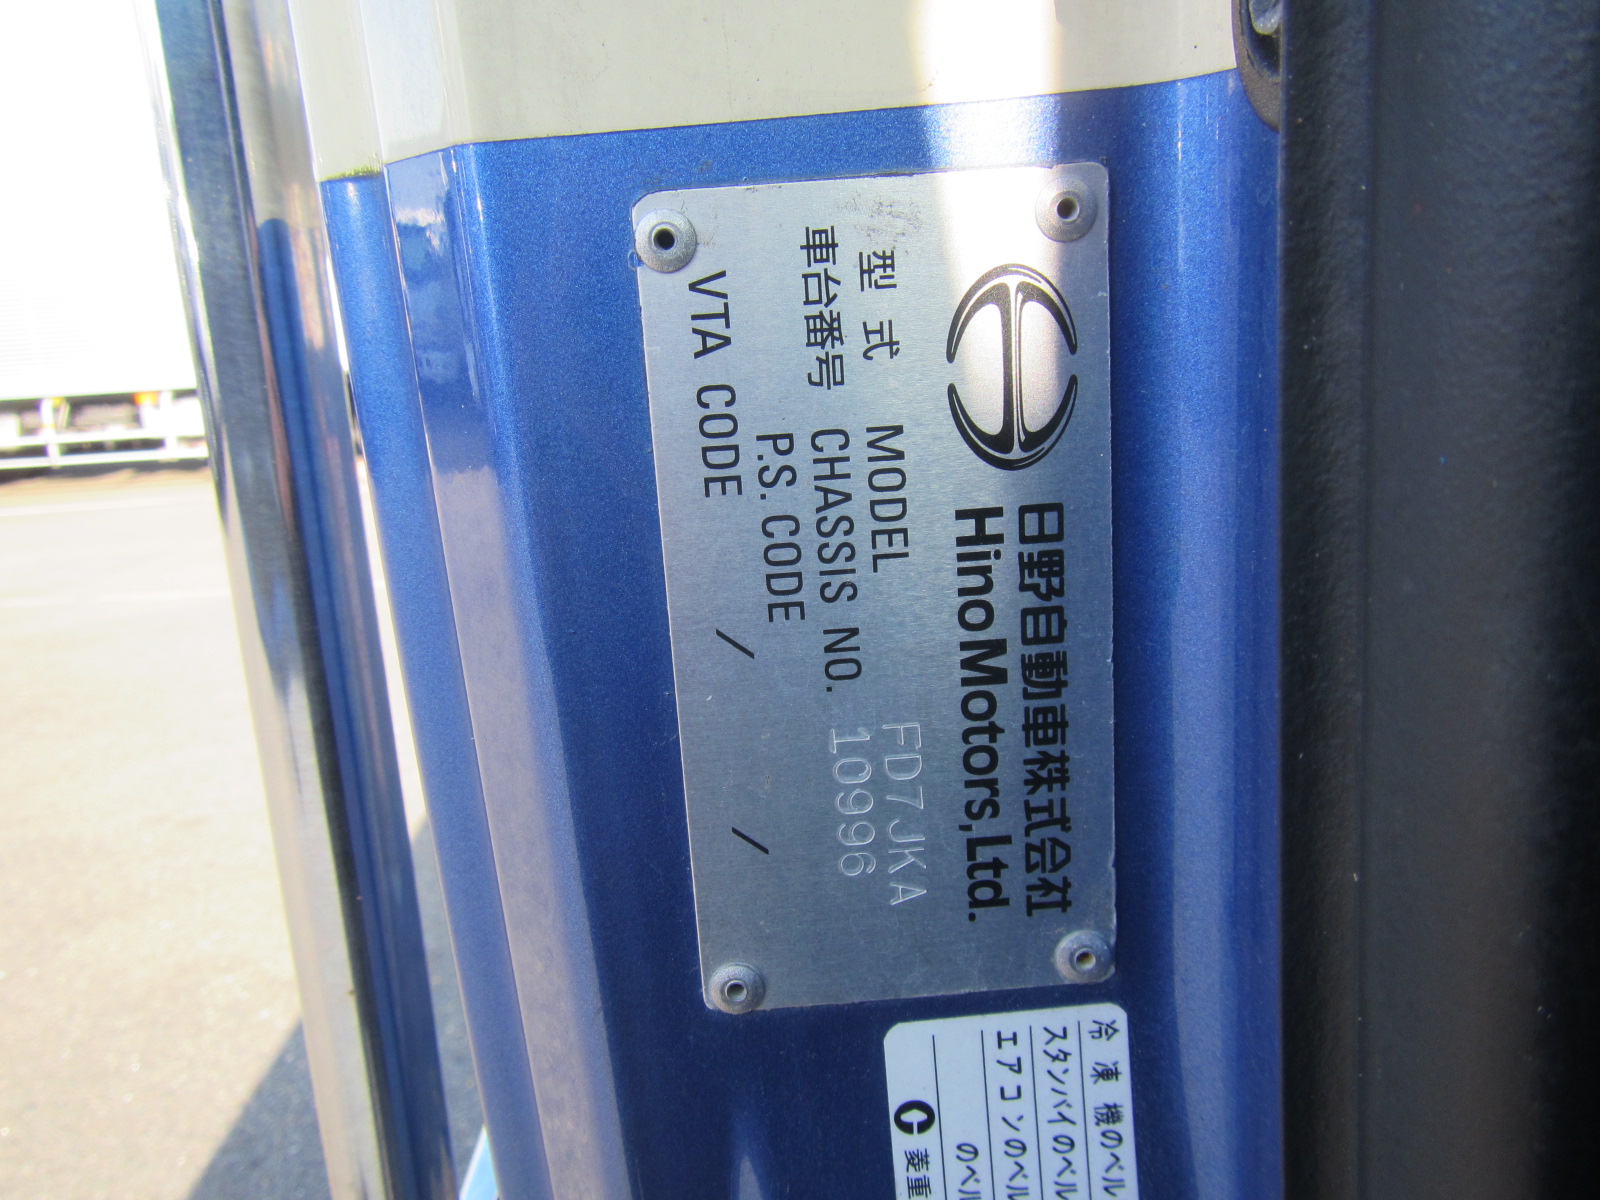 日野自動車株式会社
Hino Motors,Ltd.
型式 MODEL FD7JKA
車台番号 CHASSIS NO. 10996
P.S. CODE
VTA CODE / /
冷凍機のベル
スタンバイのベル
エアコンのベル
のベル
菱重